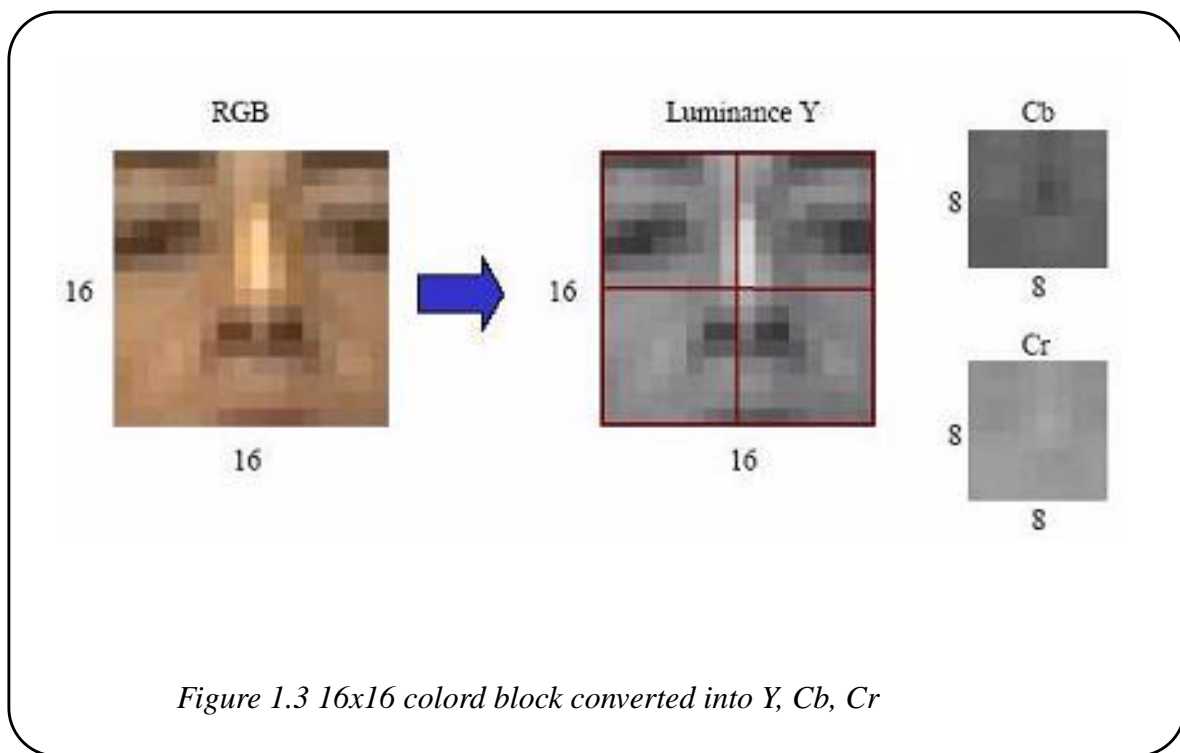 RGB
Luminance Y
Cb
16
16
16
16
8
8
Cr
8
8
Figure 1.3 16x16 colord block converted into Y, Cb, Cr